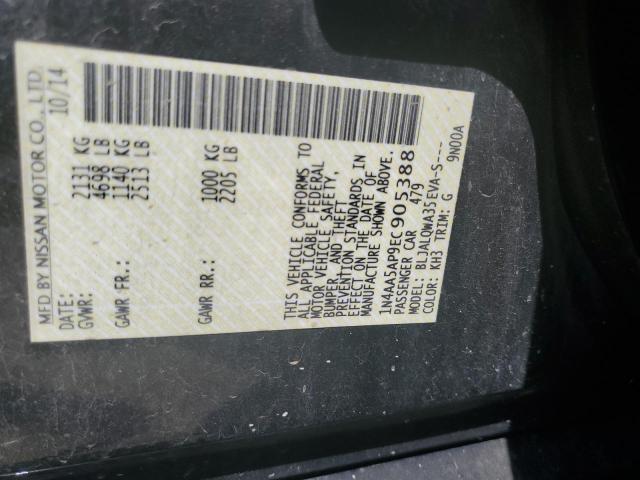 MFD BY NISSAN MOTOR CO., LTD
DATE: 10/14
GVWR: 2131 KG
4698 LB
GAWR FR: 1140 KG
2513 LB
GAWR RR: 1000 KG
2205 LB
THIS VEHICLE CONFORMS TO
ALL APPLICABLE FEDERAL
MOTOR VEHICLE SAFETY,
BUMPER, AND THEFT
PREVENTION STANDARDS IN
EFFECT ON THE DATE OF
MANUFACTURE SHOWN ABOVE.
1N4AA5AP9EC905388
PASSENGER CAR 479
MODEL: BLJALQWA35EVA-S---
COLOR: KH3 TRIM: G 9N00A